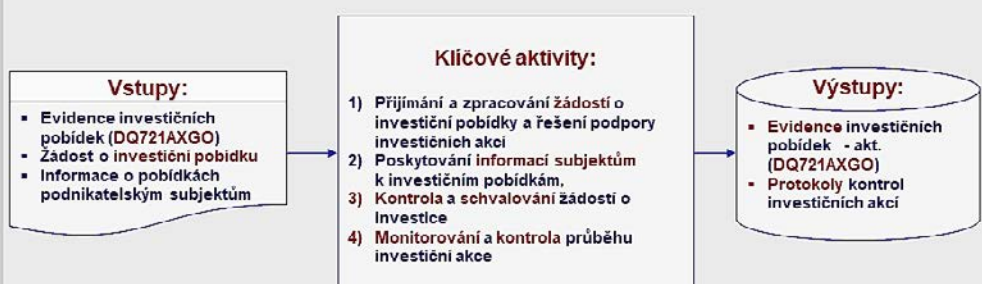 Vstupy:
▪ Evidence investičních
pobídek (DQ721AXGO)
▪ Žádost o investiční pobídku
▪ Informace o pobídkách
podnikatelským subjektům
Klíčové aktivity:
1) Přijímání a zpracování žádostí o
investiční pobídky a řešení podpory
investičních akcí
2) Poskytování informací subjektům
k investičním pobídkám,
3) Kontrola a schvalování žádostí o
investice
4) Monitorování a kontrola průběhu
investiční akce
Výstupy:
▪ Evidence investičních
pobídek - akt.
(DQ721AXGO)
▪ Protokoly kontrol
investičních akcí